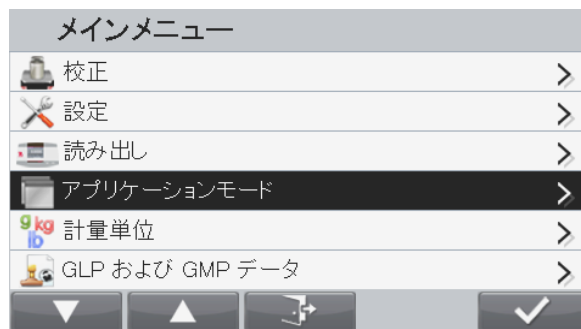 メインメニュー
校正
設定
読み出し
アプリケーションモード
g kg lb 計量単位
GLP および GMP データ